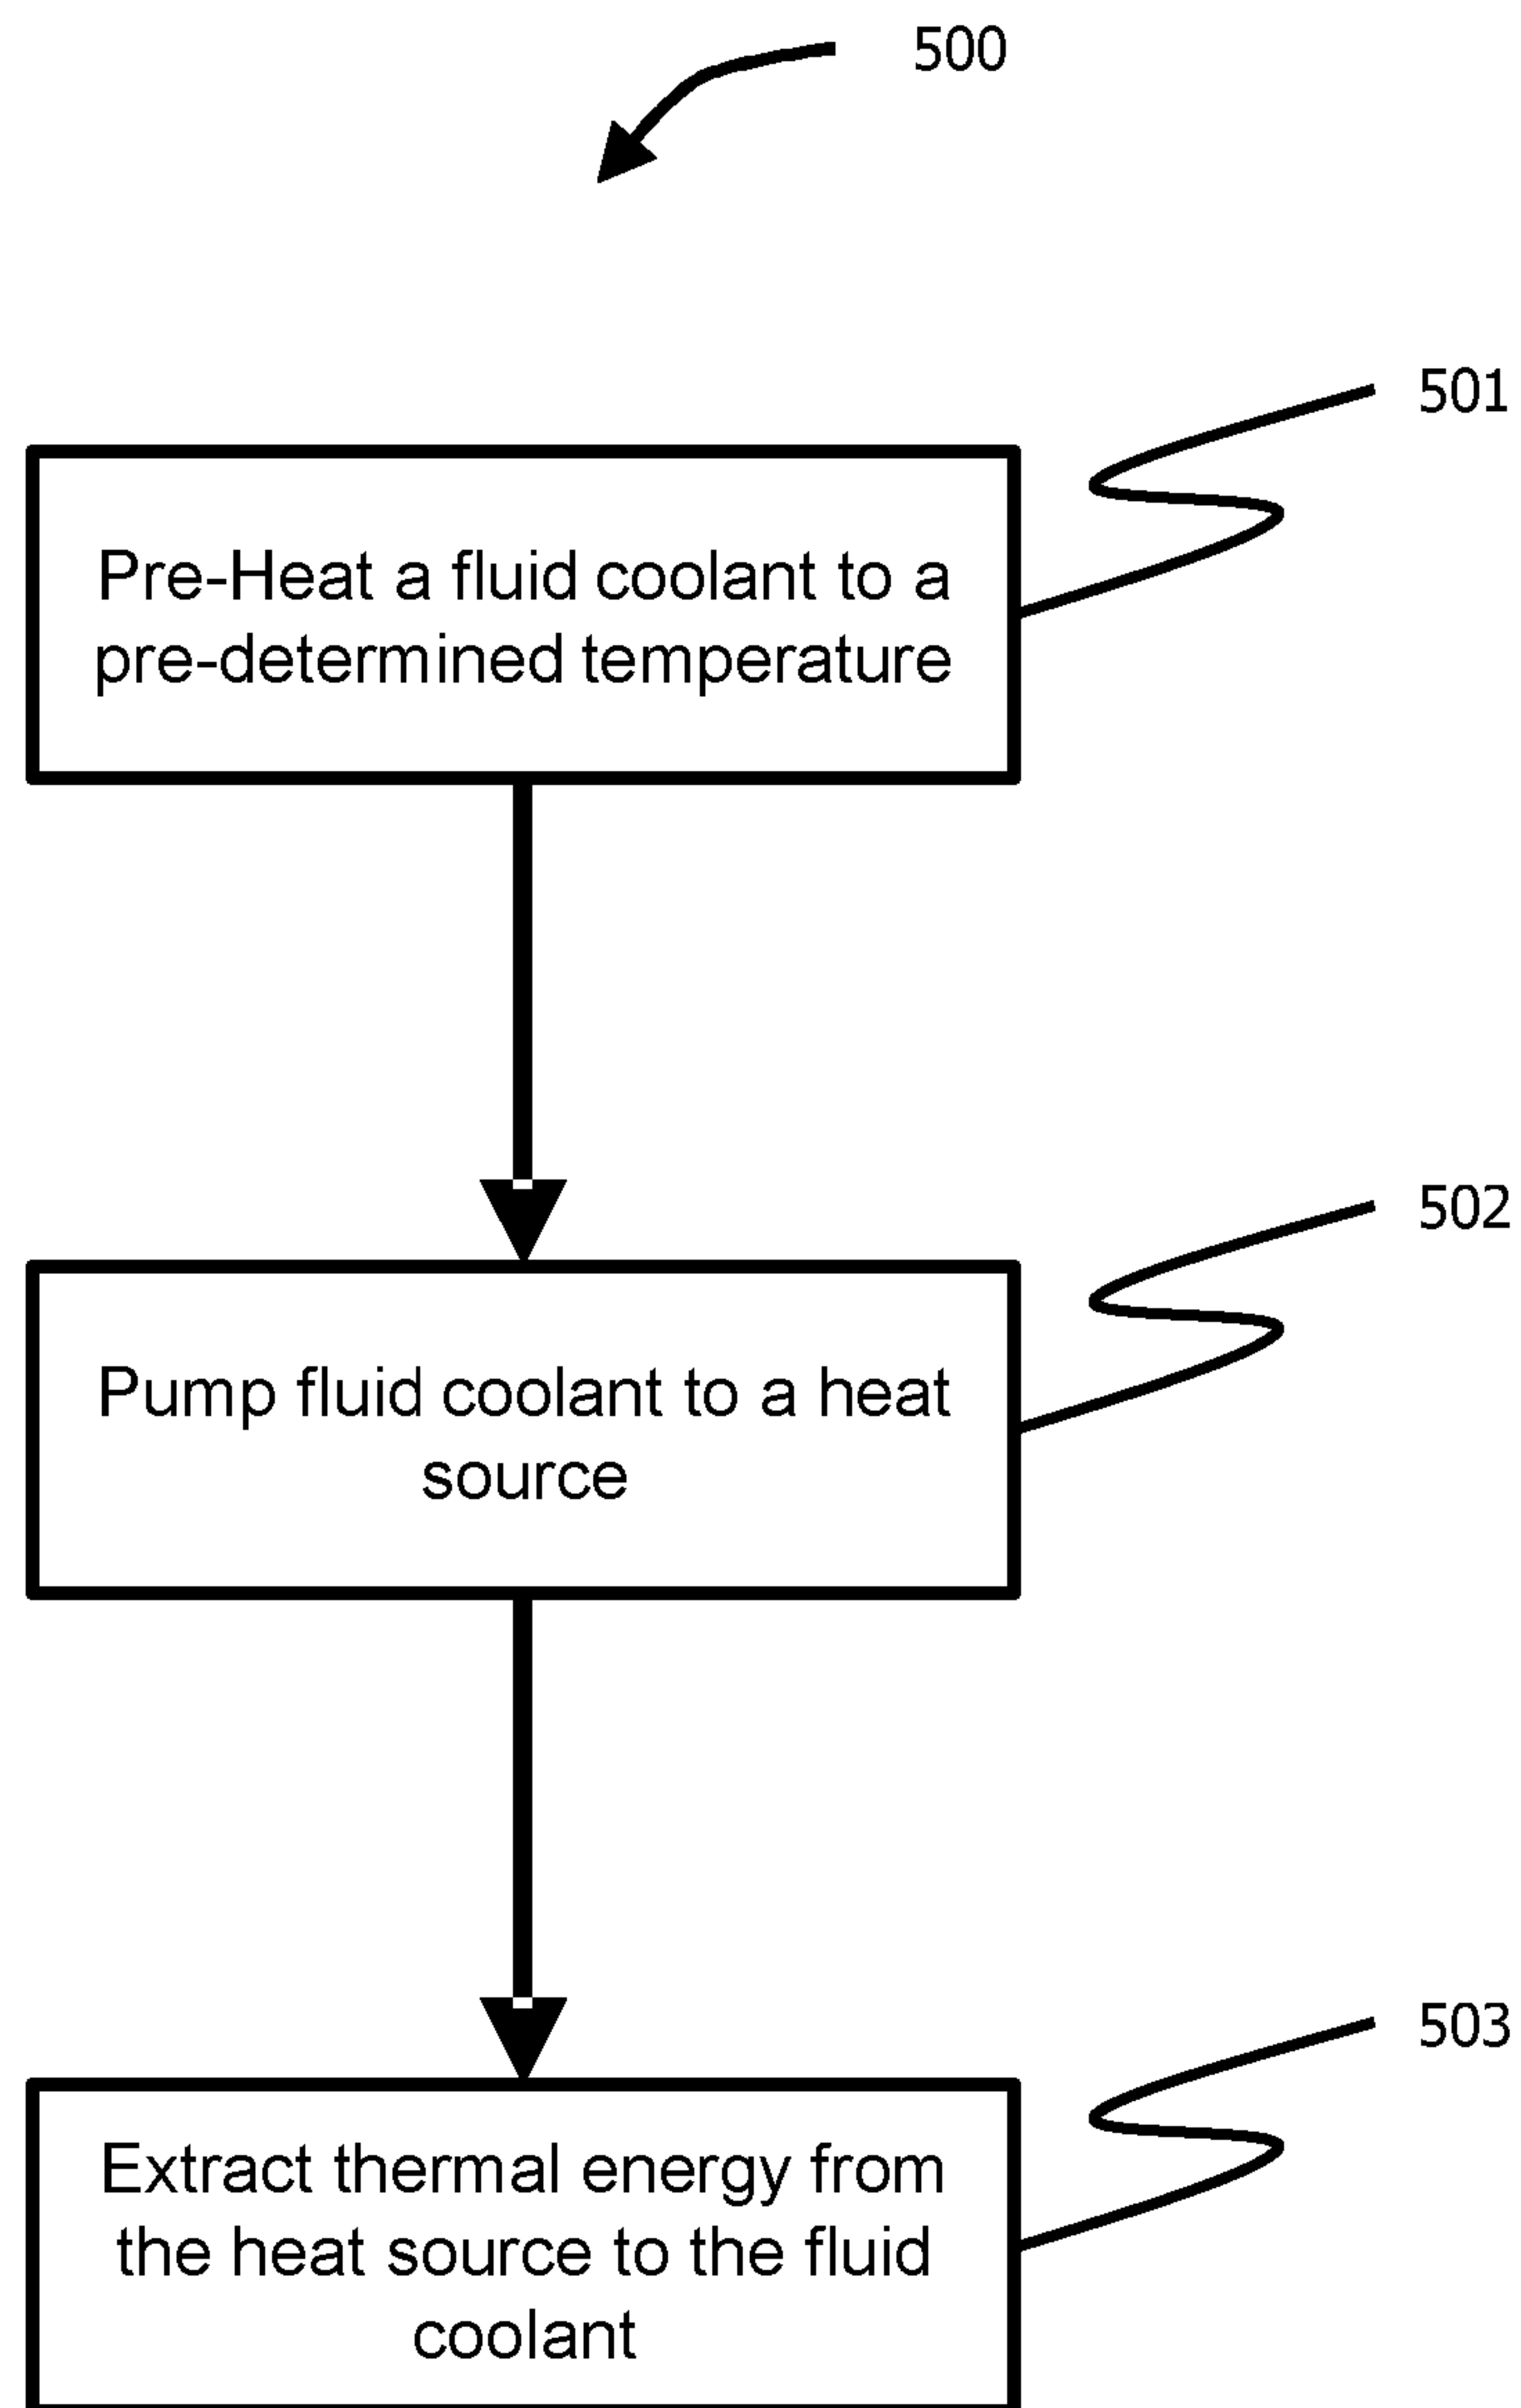 500
501
Pre-Heat a fluid coolant to a
pre-determined temperature
502
Pump fluid coolant to a heat
source
503
Extract thermal energy from
the heat source to the fluid
coolant